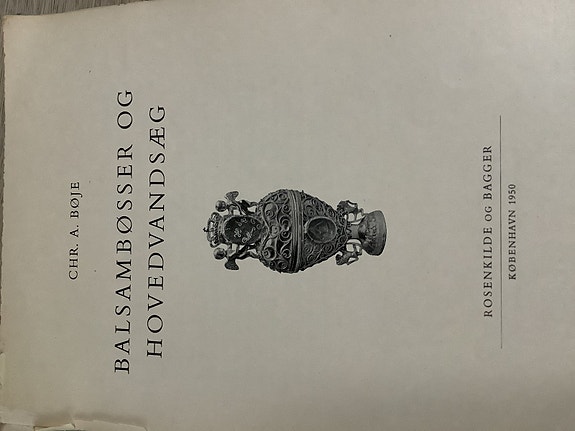 CHR. A. BØJE
BALSAMBØSSER OG
HOVEDVANDSÆG
ROSENKILDE OG BAGGER
KØBENHAVN 1950